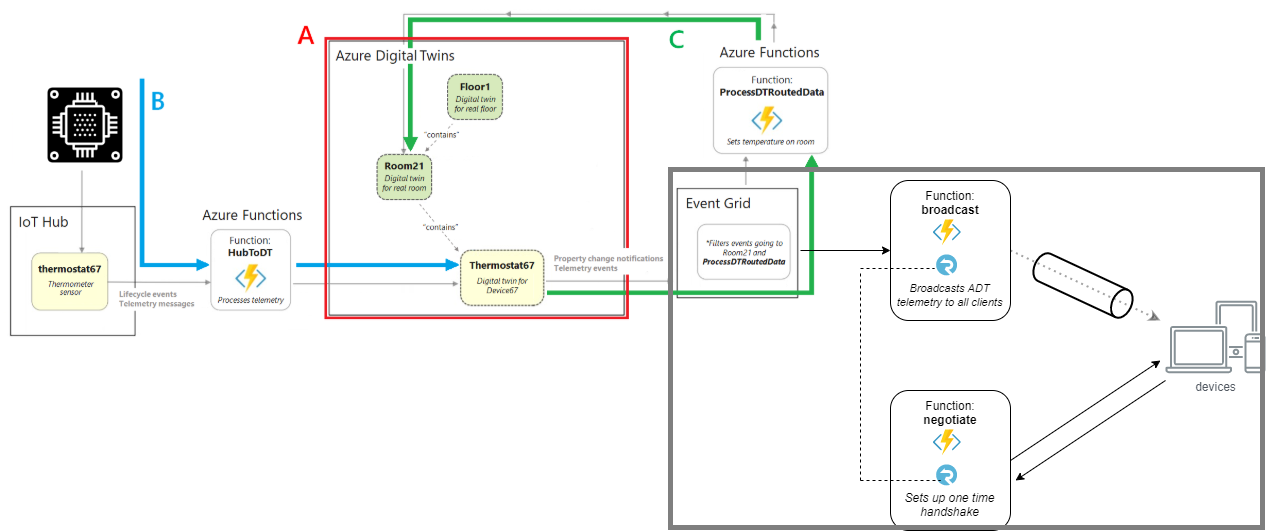 A
B
C
IoT Hub
thermostat67
Thermometer
sensor
Lifecycle events
Telemetry messages
Azure Functions
Function:
HubToDT
Processes telemetry
Azure Digital Twins
Floor1
Digital twin
for real floor
"contains"
Room21
Digital twin
for real room
"contains"
Thermostat67
Digital twin for
Device67
Property change notifications
Telemetry events
Azure Functions
Function:
ProcessDTRoutedData
Sets temperature on room
Event Grid
*Filters events going to
Room21 and
ProcessDTRoutedData
Function:
broadcast
Broadcasts ADT
telemetry to all clients
devices
Function:
negotiate
Sets up one time
handshake